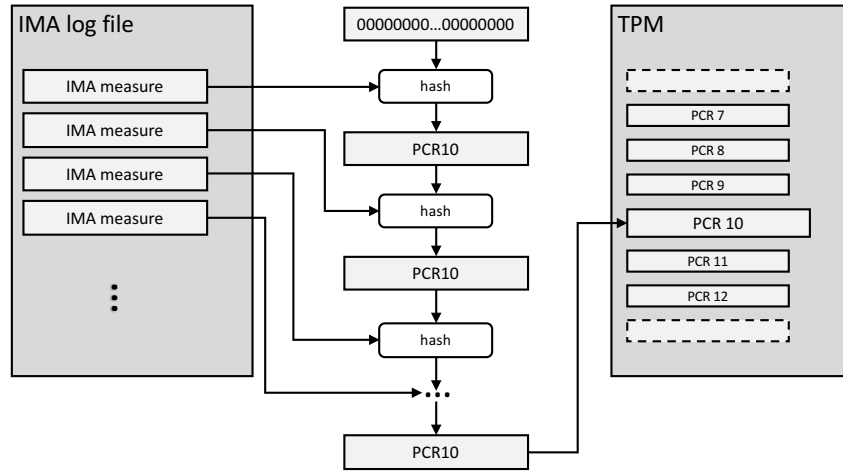 IMA log file
IMA measure
IMA measure
IMA measure
IMA measure
00000000...00000000
hash
PCR10
hash
PCR10
hash
PCR10
TPM
PCR 7
PCR 8
PCR 9
PCR 10
PCR 11
PCR 12